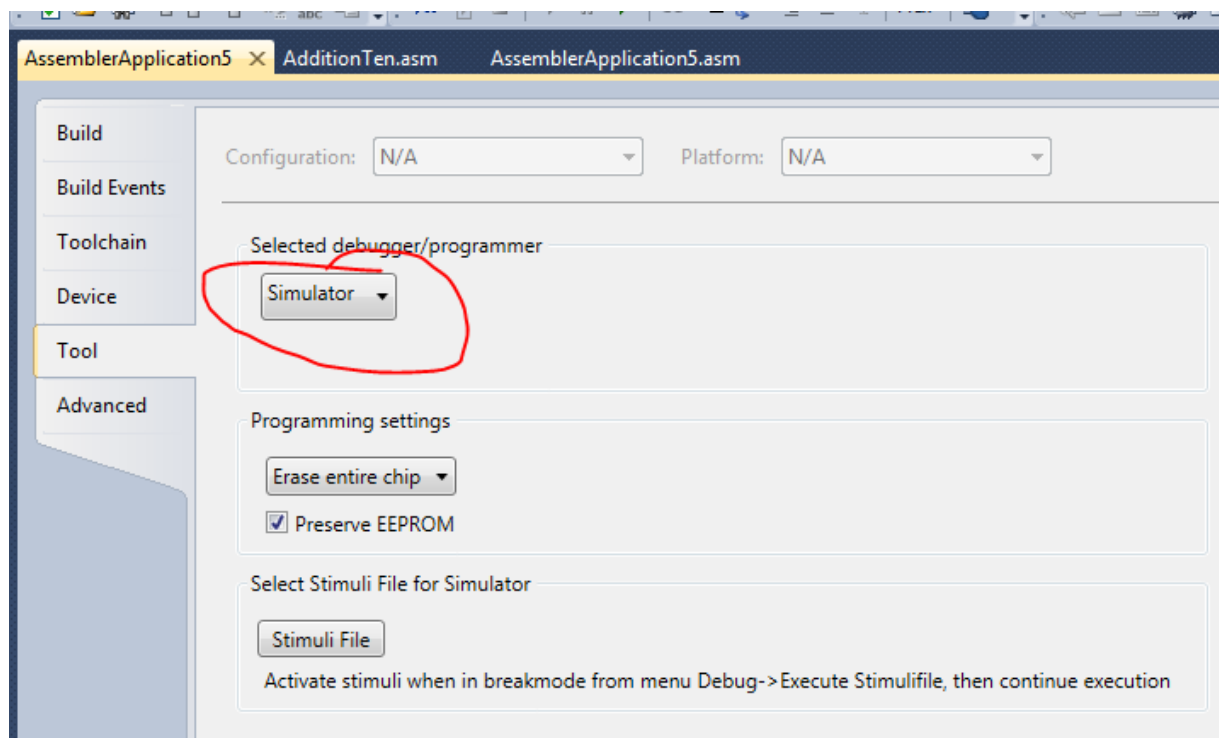 abc
AssemblerApplication5 AdditionTen.asm AssemblerApplication5.asm
Build
Configuration: N/A Platform: N/A
Build Events
Toolchain
Selected debugger/programmer
Device
Simulator
Tool
Advanced
Programming settings
Erase entire chip
Preserve EEPROM
Select Stimuli File for Simulator
Stimuli File
Activate stimuli when in breakmode from menu Debug->Execute Stimulifile, then continue execution